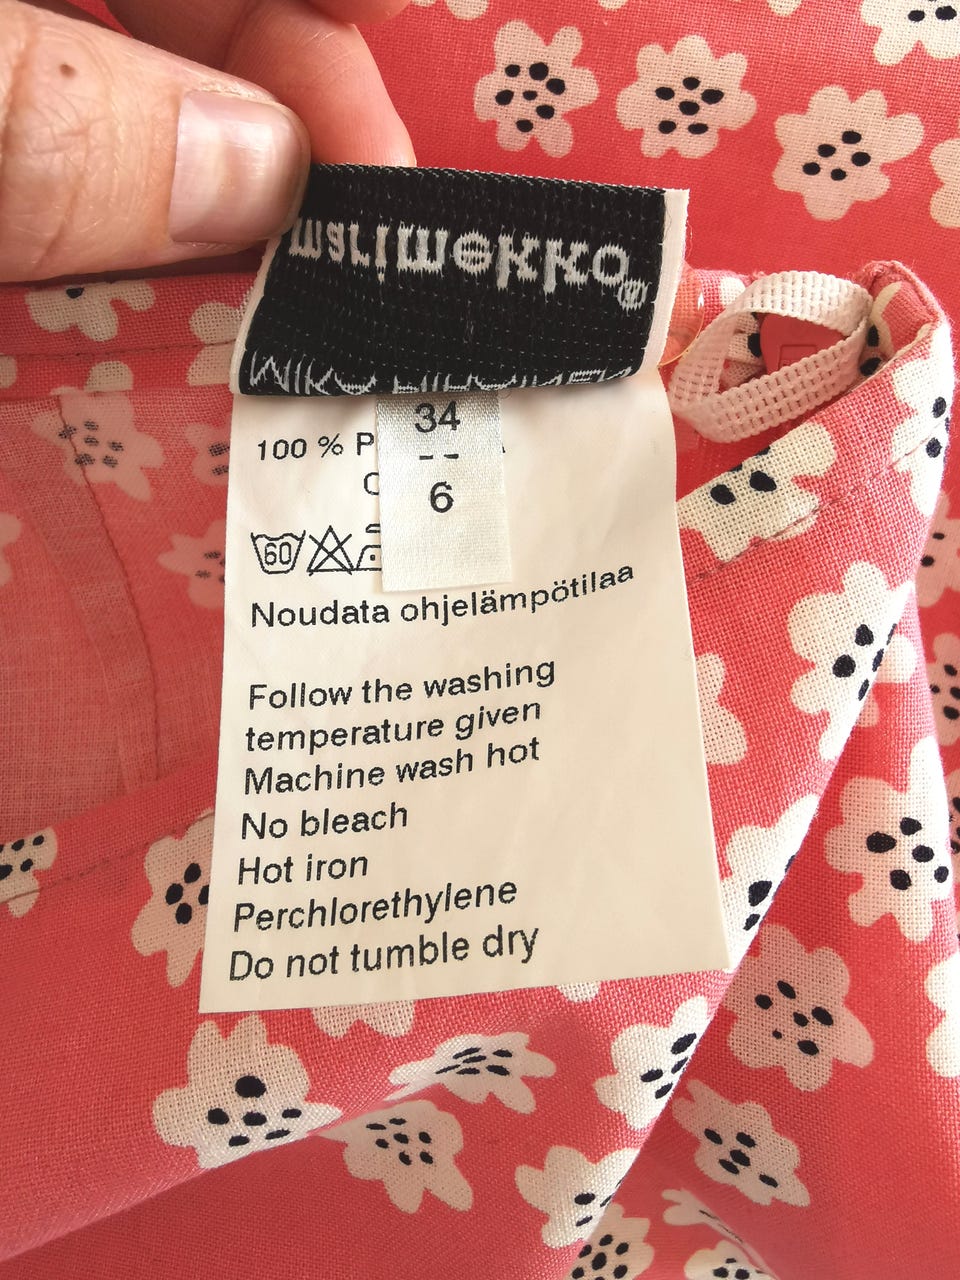 marimekko®
34
--
6
100 % P
C
60
Noudata ohjelämpötilaa
Follow the washing
temperature given
Machine wash hot
No bleach
Hot iron
Perchlorethylene
Do not tumble dry